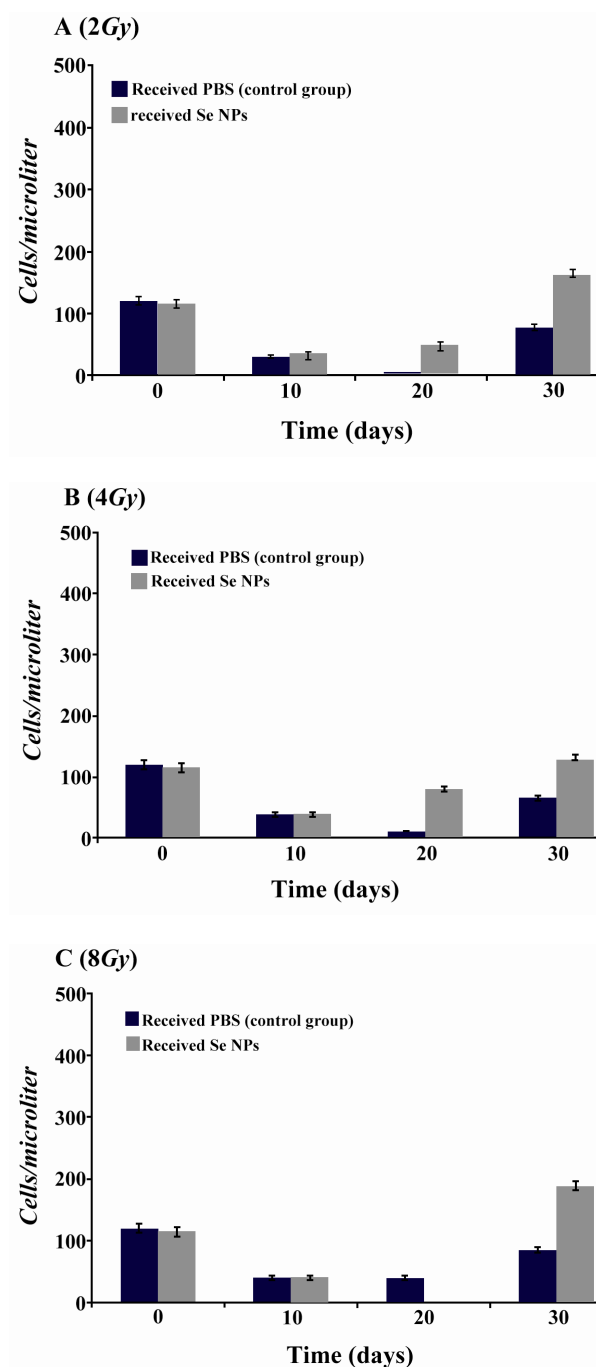 A (2Gy)
500
Received PBS (control group)
received Se NPs
400
300
200
100
0
Cells/microliter
0 10 20 30
Time (days)
B (4Gy)
500
Received PBS (control group)
Received Se NPs
400
300
200
100
0
Cells/microliter
0 10 20 30
Time (days)
C (8Gy)
500
Received PBS (control group)
Received Se NPs
400
300
200
100
0
Cells/microliter
0 10 20 30
Time (days)